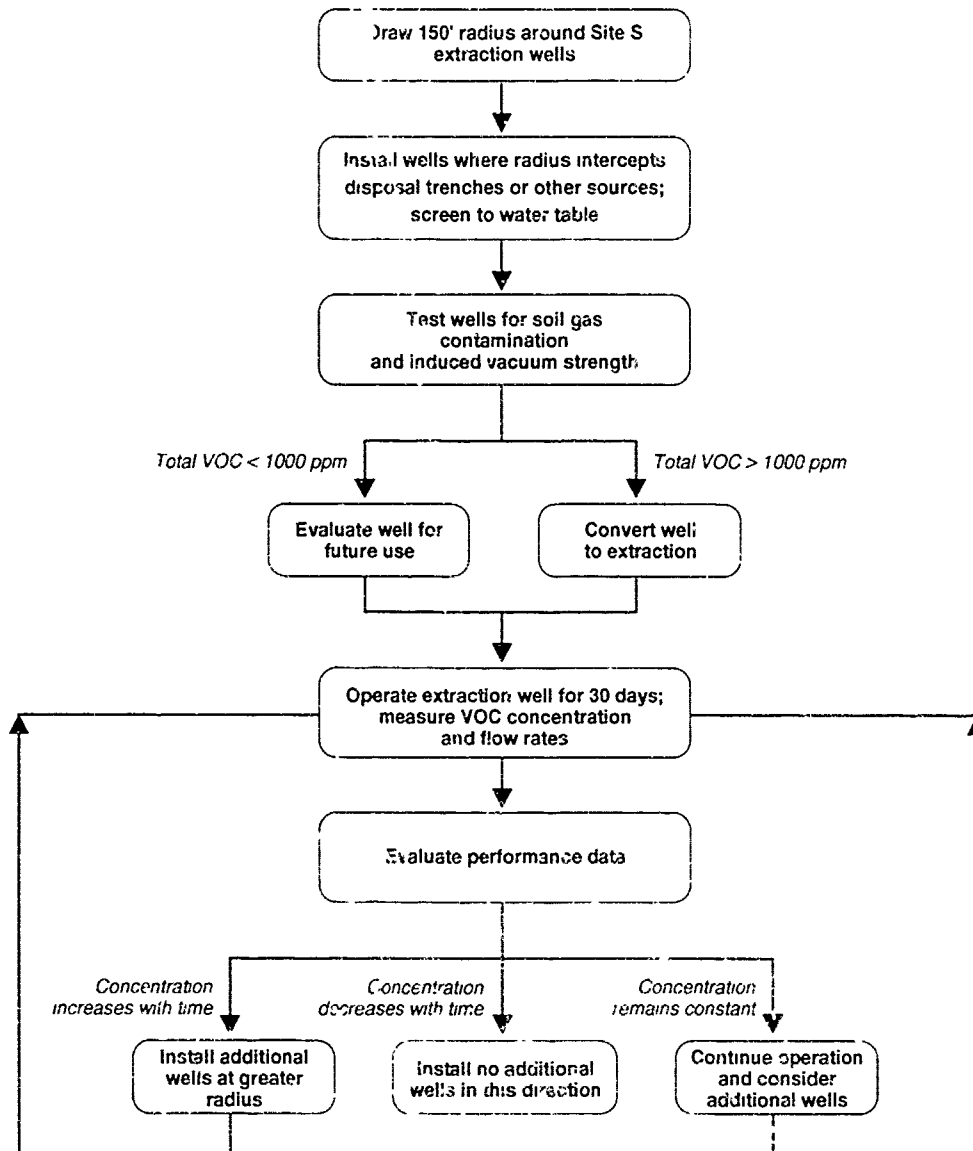 Draw 150' radius around Site S
extraction wells
Install wells where radius intercepts
disposal trenches or other sources;
screen to water table
Test wells for soil gas
contamination
and induced vacuum strength
Total VOC < 1000 ppm
Total VOC > 1000 ppm
Evaluate well for
future use
Convert well
to extraction
Operate extraction well for 30 days;
measure VOC concentration
and flow rates
Evaluate performance data
Concentration
increases with time
Concentration
decreases with time
Concentration
remains constant
Install additional
wells at greater
radius
Install no additional
wells in this direction
Continue operation
and consider
additional wells